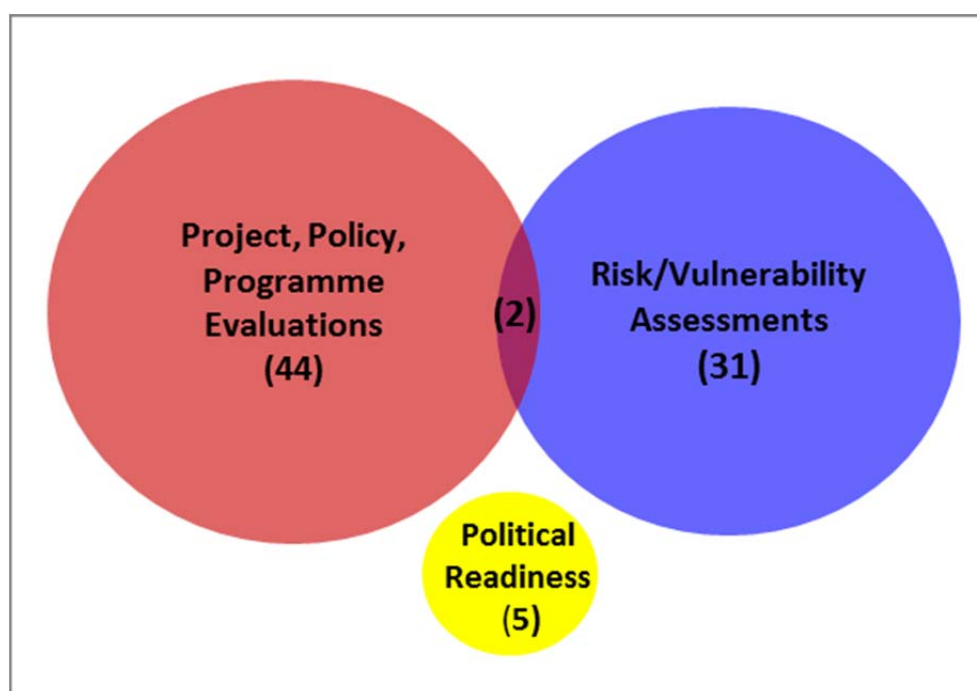 Project, Policy,
Programme
Evaluations
(44)
(2)
Risk/Vulnerability
Assessments
(31)
Political
Readiness
(5)